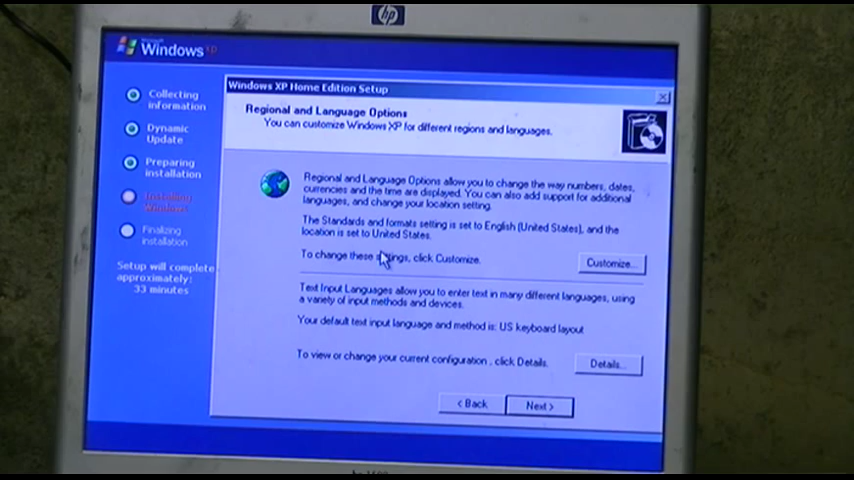 hp
Microsoft
Windows xp
Collecting
information
Dynamic
Update
Preparing
installation
Installing
Windows
Finalizing
installation
Setup will complete
approximately:
33 minutes
Windows XP Home Edition Setup
Regional and Language Options
You can customize Windows XP for different regions and languages.
Regional and Language Options allow you to change the way numbers, dates,
currencies and the time are displayed. You can also add support for additional
languages, and change your location setting.
The Standards and formats setting is set to English (United States), and the
location is set to United States.
To change these settings, click Customize.
Customize...
Text Input Languages allow you to enter text in many different languages, using
a variety of input methods and devices.
Your default text input language and method is: US keyboard layout
To view or change your current configuration , click Details.
Details...
< Back
Next >